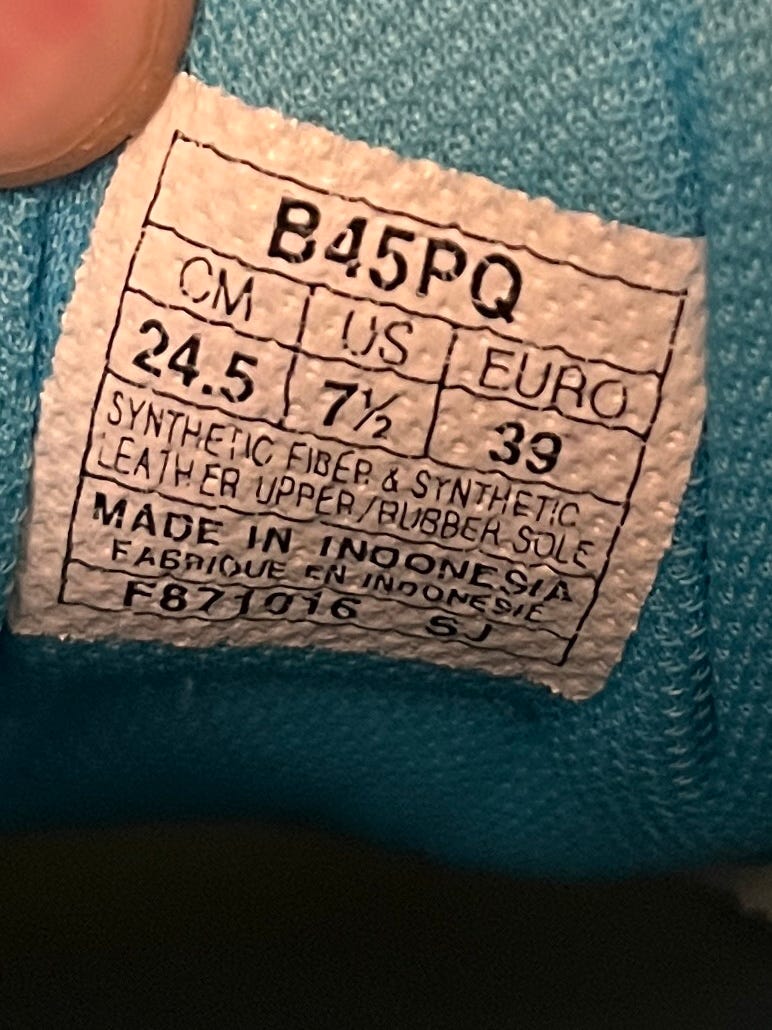 B45PQ
CM US EURO
24.5 7½ 39
SYNTHETIC FIBER & SYNTHETIC
LEATHER UPPER/RUBBER SOLE
MADE IN INDONESIA
FABRIQUE EN INDONESIE
F871016 SJ